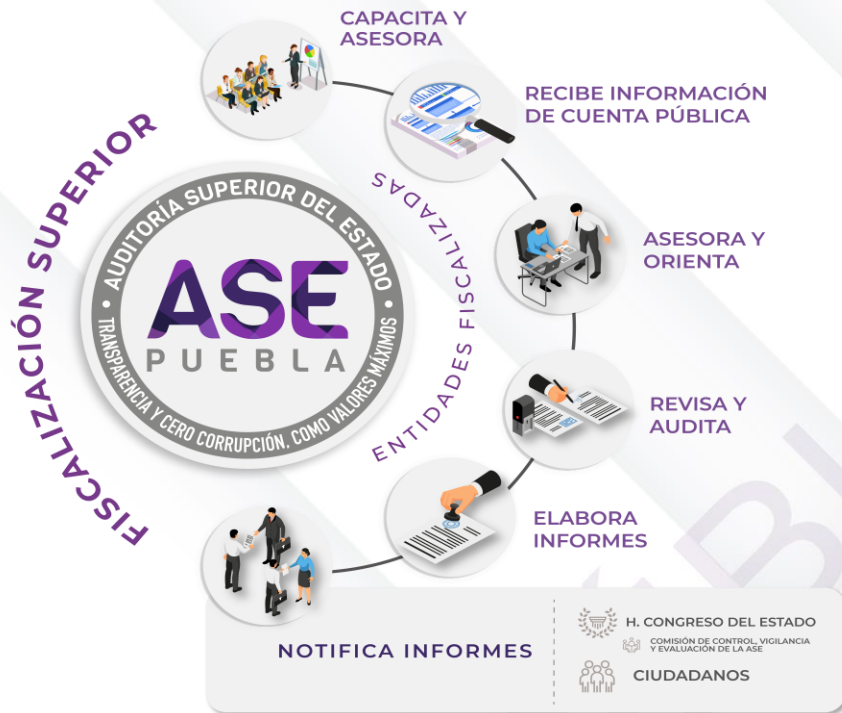 CAPACITA Y
ASESORA
RECIBE INFORMACIÓN
DE CUENTA PÚBLICA
FISCALIZACIÓN SUPERIOR
AUDITORÍA SUPERIOR DEL ESTADO
ASE
PUEBLA
TRANSPARENCIA Y CERO CORRUPCIÓN, COMO VALORES MÁXIMOS
ENTIDADES FISCALIZADAS
ASESORA Y
ORIENTA
REVISA Y
AUDITA
ELABORA
INFORMES
NOTIFICA INFORMES
H. CONGRESO DEL ESTADO
COMISIÓN DE CONTROL, VIGILANCIA
Y EVALUACIÓN DE LA ASE
CIUDADANOS